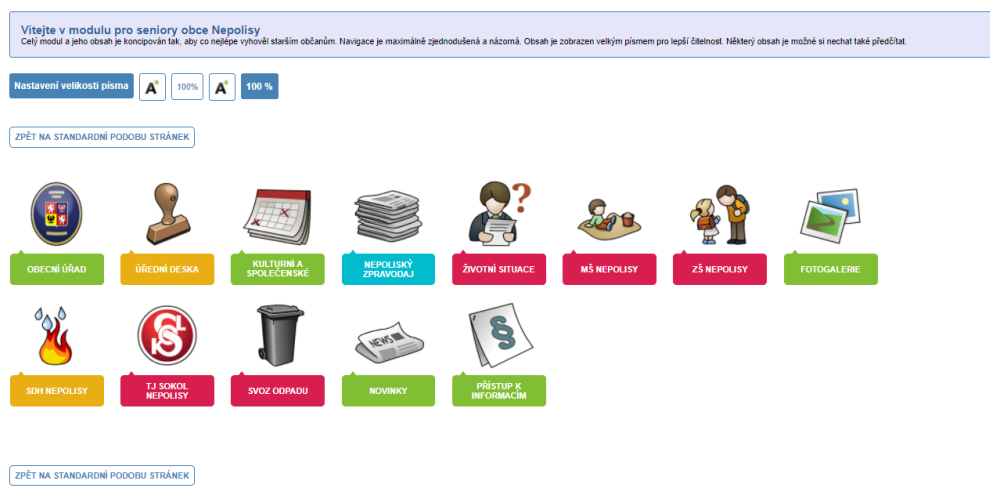 Vítejte v modulu pro seniory obce Nepolisy
Celý modul a jeho obsah je koncipován tak, aby co nejlépe vyhověl starším občanům. Navigace je maximálně zjednodušená a názorná. Obsah je zobrazen velkým písmem pro lepší čitelnost. Některý obsah je možné si nechat také předčítat.
Nastavení velikosti písma A 100% A 100 %
ZPĚT NA STANDARDNÍ PODOBU STRÁNEK
?
OBECNÍ ÚŘAD
ÚŘEDNÍ DESKA
KULTURNÍ A
SPOLEČENSKÉ
NEPOLISKÝ
ZPRAVODAJ
ŽIVOTNÍ SITUACE
MŠ NEPOLISY
ZŠ NEPOLISY
FOTOGALERIE
NEWS
§
SDH NEPOLISY
TJ SOKOL
NEPOLISY
SVOZ ODPADU
NOVINKY
PŘÍSTUP K
INFORMACÍM
ZPĚT NA STANDARDNÍ PODOBU STRÁNEK